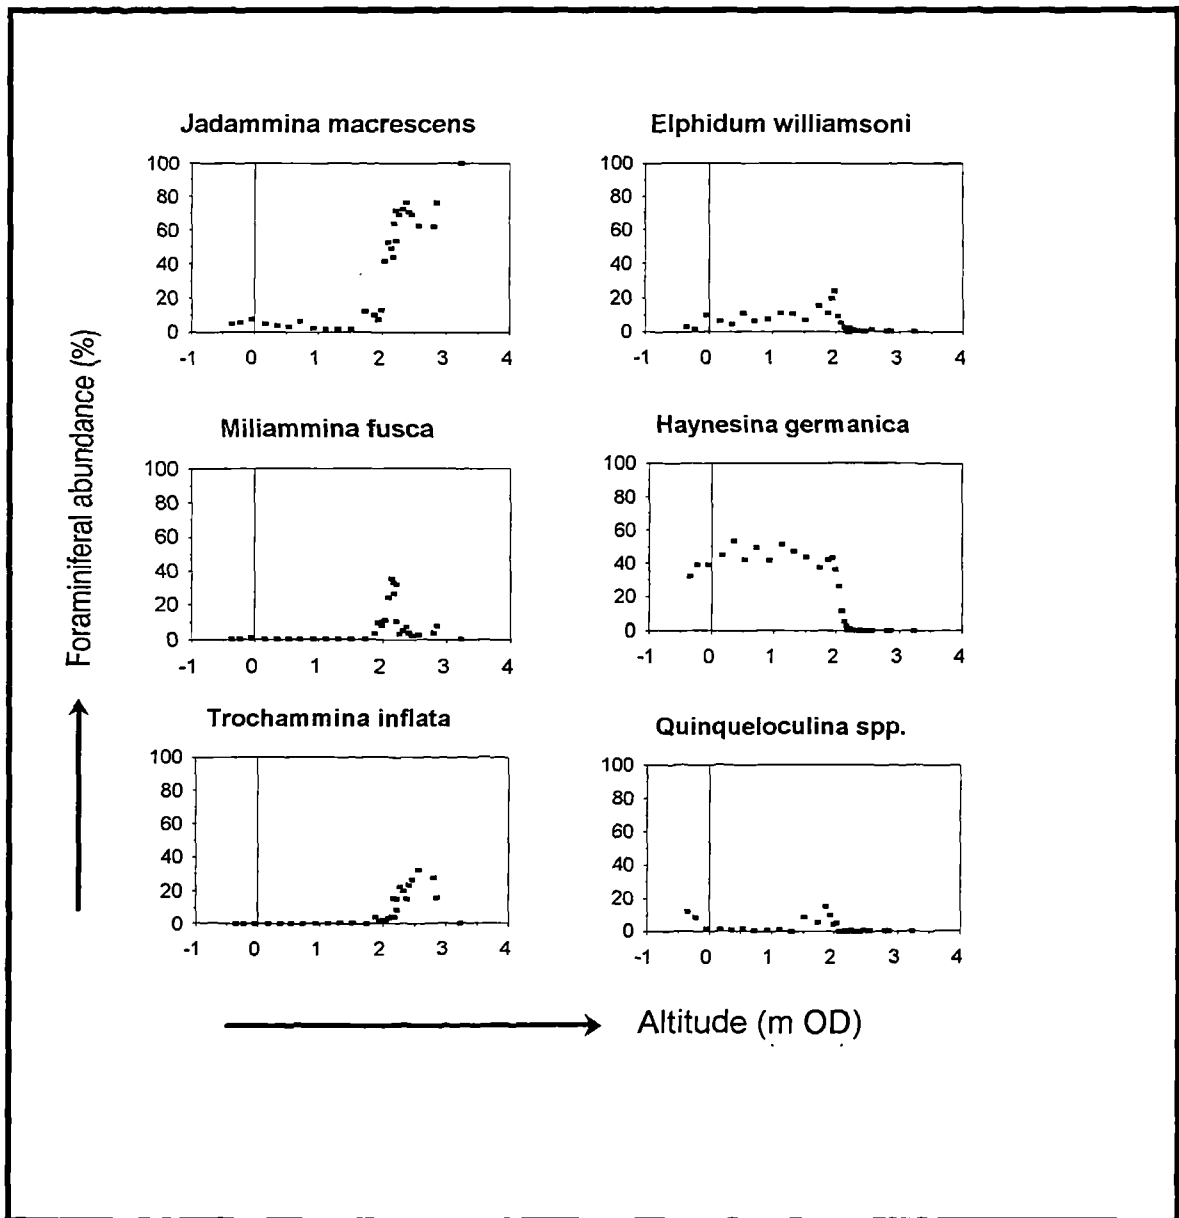 Jadammina macrescens
100
80
60
40
20
0
-1 0 1 2 3 4
Elphidum williamsoni
100
80
60
40
20
0
-1 0 1 2 3 4
Miliammina fusca
100
80
60
40
20
0
-1 0 1 2 3 4
Haynesina germanica
100
80
60
40
20
0
-1 0 1 2 3 4
Trochammina inflata
100
80
60
40
20
0
-1 0 1 2 3 4
Quinqueloculina spp.
100
80
60
40
20
0
-1 0 1 2 3 4
Foraminiferal abundance (%)
Altitude (m OD)